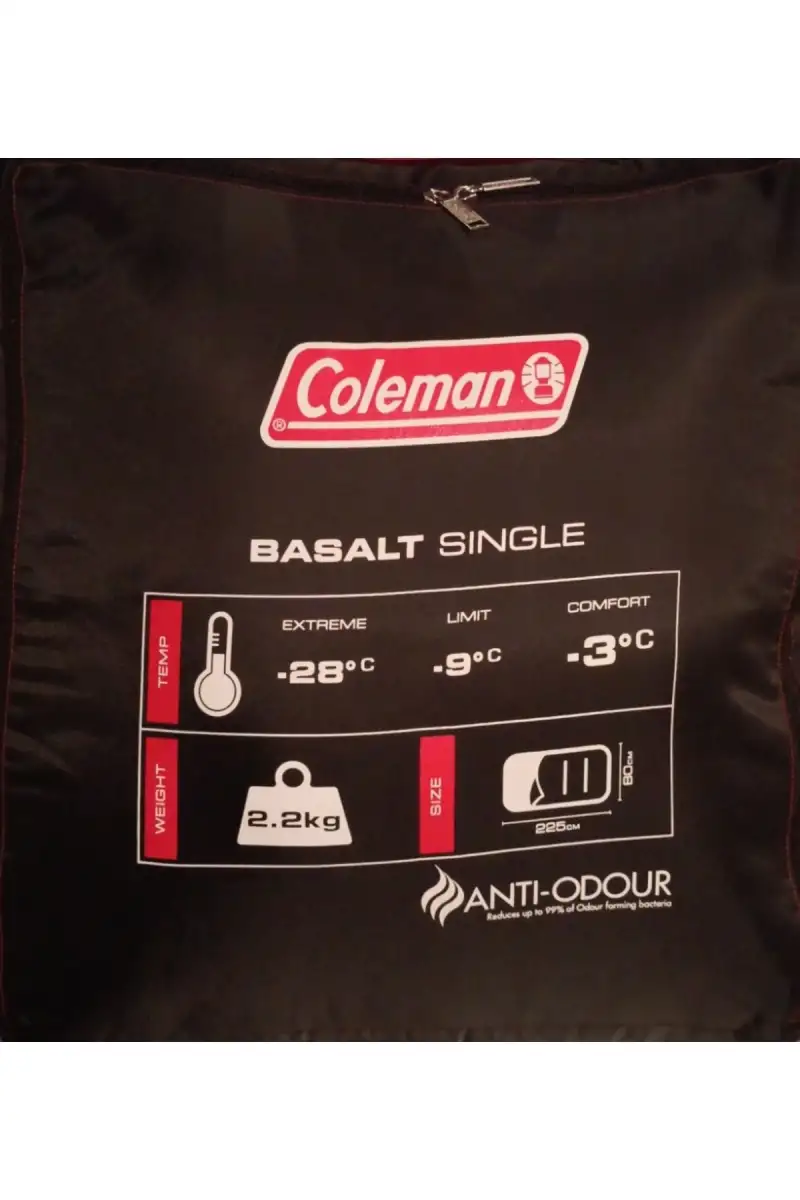 Coleman
®
BASALT SINGLE
TEMP
EXTREME
-28°C
LIMIT
-9°C
COMFORT
-3°C
WEIGHT
2.2kg
SIZE
225CM
80CM
ANTI-ODOUR
Reduces up to 99% of Odour forming bacteria